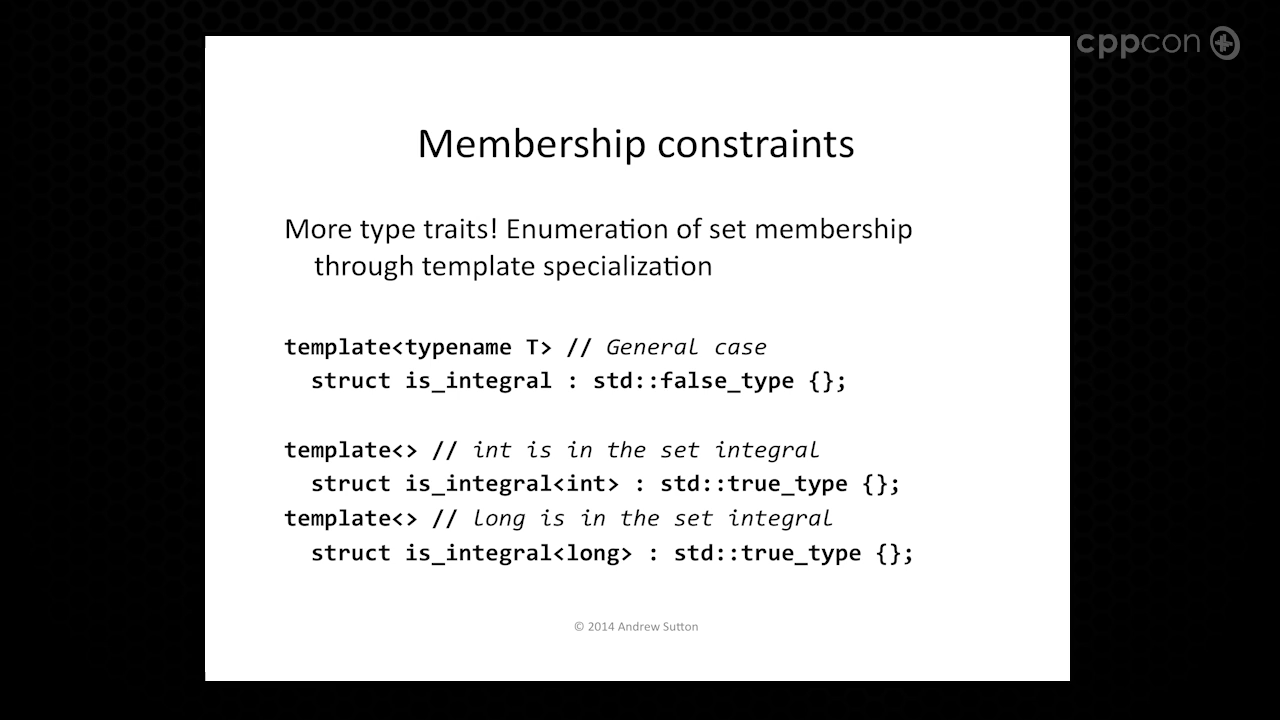 cppcon
Membership constraints
More type traits! Enumeration of set membership
through template specialization
template<typename T> // General case
struct is_integral : std::false_type {};
template<> // int is in the set integral
struct is_integral<int> : std::true_type {};
template<> // long is in the set integral
struct is_integral<long> : std::true_type {};
© 2014 Andrew Sutton